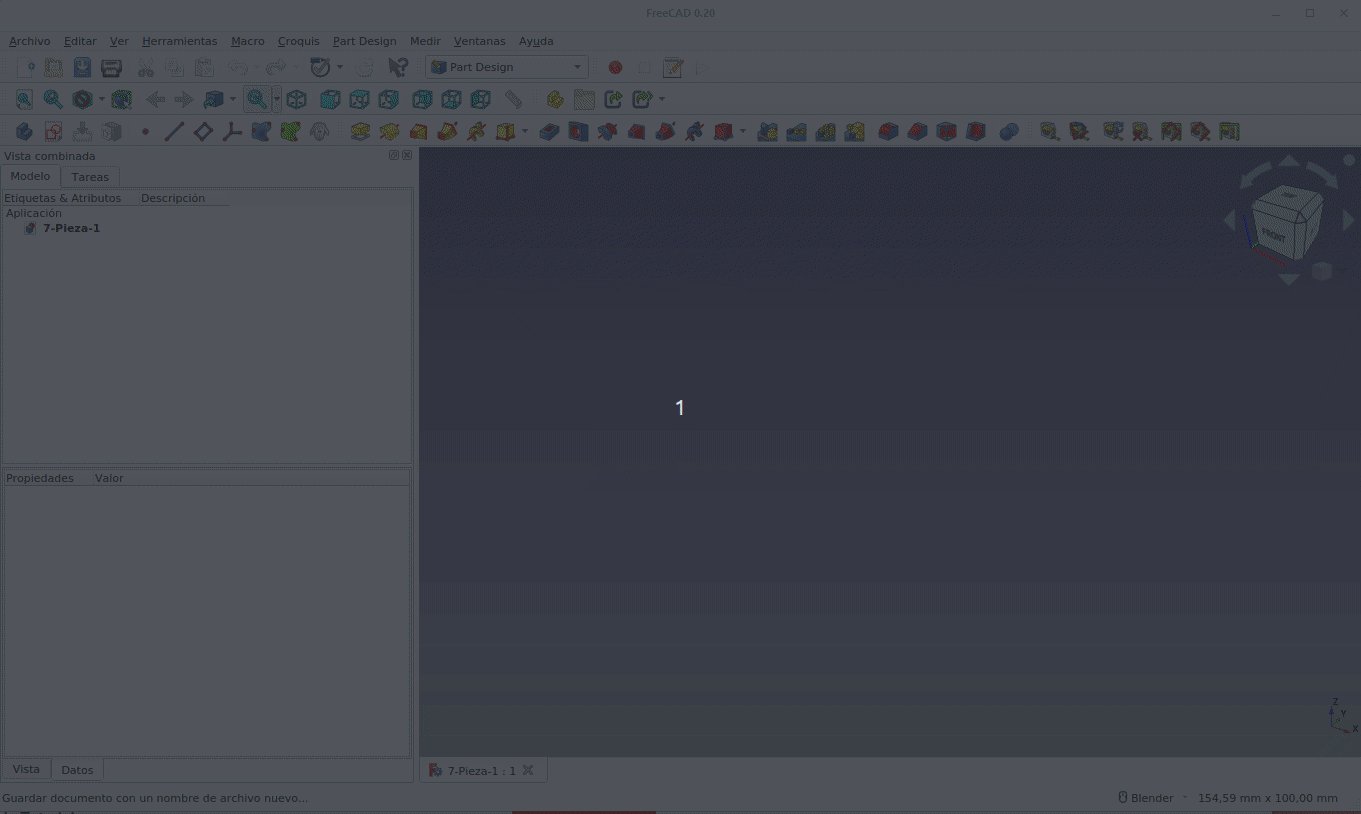 FreeCAD 0.20
Archivo Editar Ver Herramientas Macro Croquis Part Design Medir Ventanas Ayuda
Part Design
Vista combinada
Modelo Tareas
Etiquetas & Atributos Descripción
Aplicación
7-Pieza-1
FRONT
1
Propiedades Valor
Z
Y
X
Vista Datos
7-Pieza-1 : 1
Guardar documento con un nombre de archivo nuevo... Blender 154,59 mm x 100,00 mm